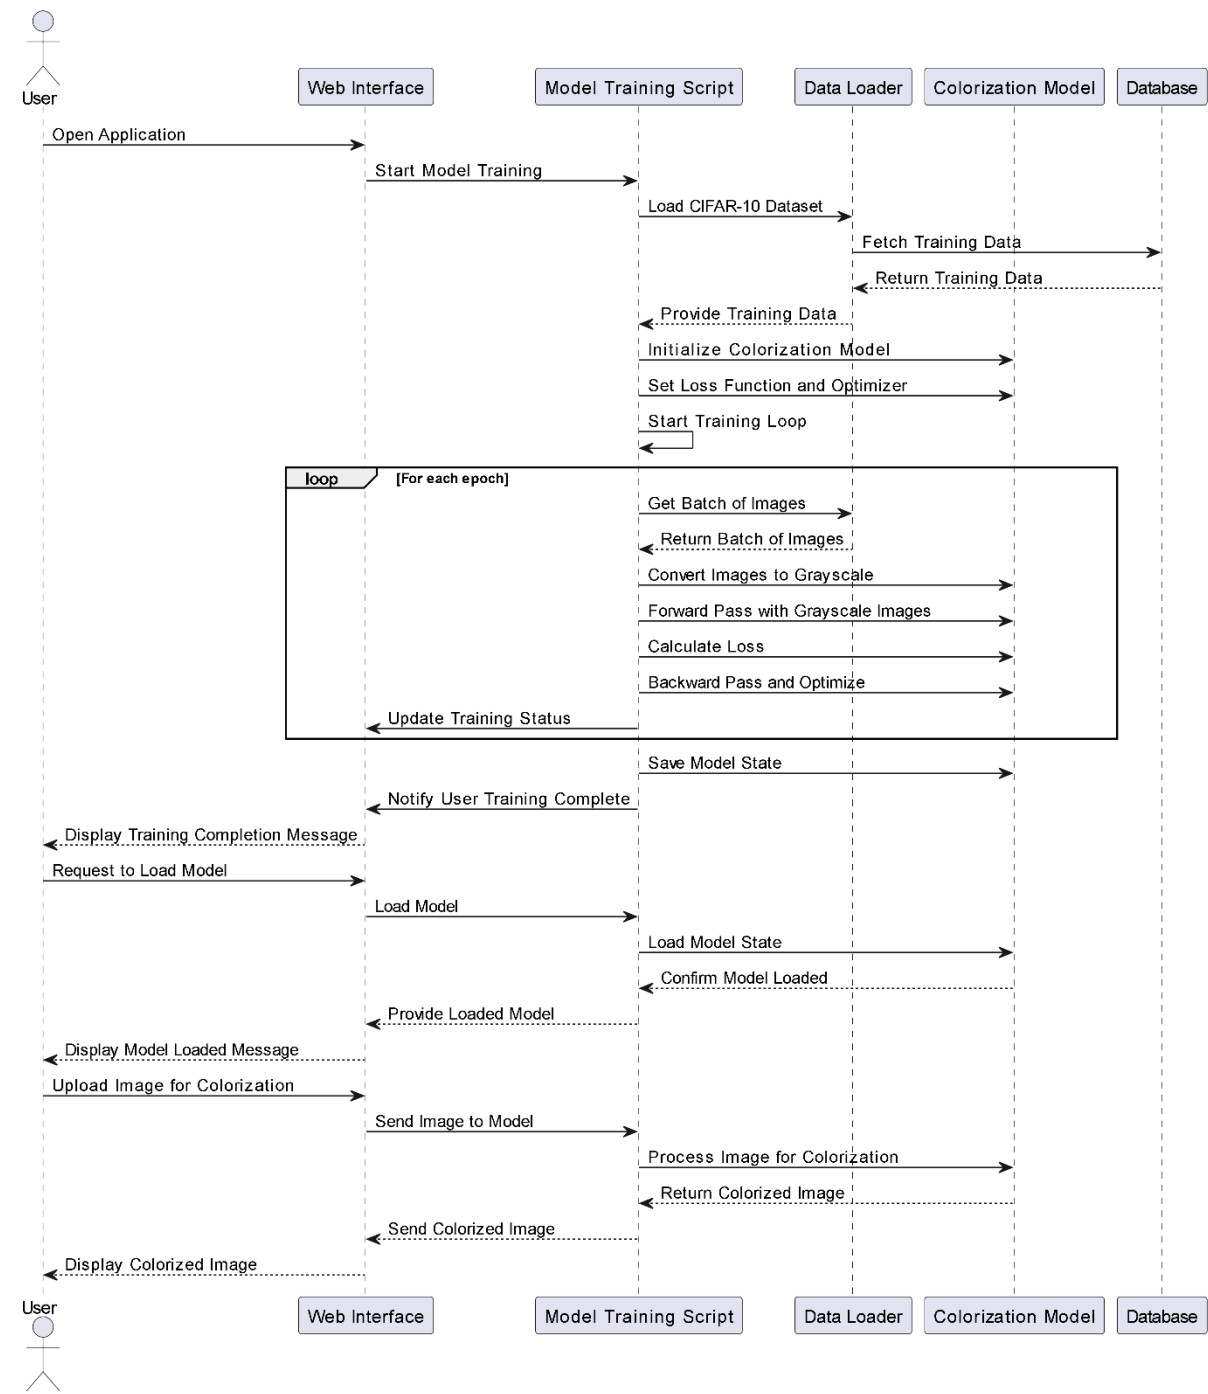 User
Web Interface
Model Training Script
Data Loader
Colorization Model
Database
Open Application
Start Model Training
Load CIFAR-10 Dataset
Fetch Training Data
Return Training Data
Provide Training Data
Initialize Colorization Model
Set Loss Function and Optimizer
Start Training Loop
loop
[For each epoch]
Get Batch of Images
Return Batch of Images
Convert Images to Grayscale
Forward Pass with Grayscale Images
Calculate Loss
Backward Pass and Optimize
Update Training Status
Save Model State
Notify User Training Complete
Display Training Completion Message
Request to Load Model
Load Model
Load Model State
Confirm Model Loaded
Provide Loaded Model
Display Model Loaded Message
Upload Image for Colorization
Send Image to Model
Process Image for Colorization
Return Colorized Image
Send Colorized Image
Display Colorized Image
User
Web Interface
Model Training Script
Data Loader
Colorization Model
Database